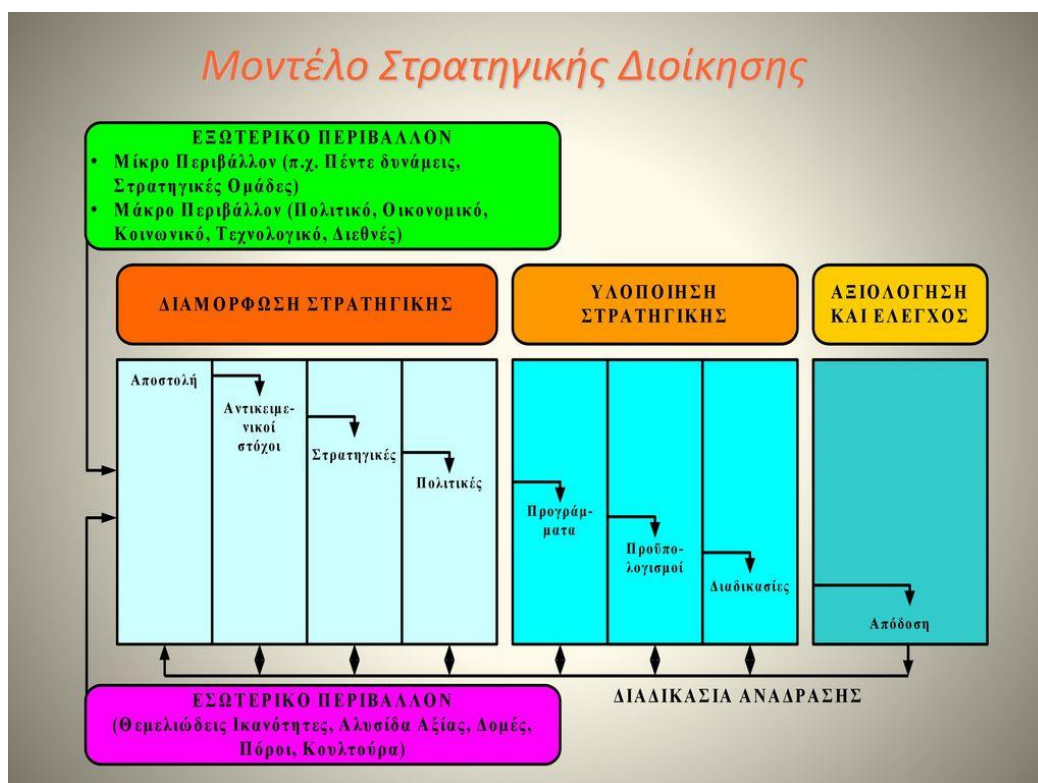 Μοντέλο Στρατηγικής Διοίκησης
ΕΞΩΤΕΡΙΚΟ ΠΕΡΙΒΑΛΛΟΝ
• Μίκρο Περιβάλλον (π.χ. Πέντε δυνάμεις,
Στρατηγικές Ομάδες)
• Μάκρο Περιβάλλον (Πολιτικό, Οικονομικό,
Κοινωνικό, Τεχνολογικό, Διεθνές)
ΔΙΑΜΟΡΦΩΣΗ ΣΤΡΑΤΗΓΙΚΗΣ
ΥΛΟΠΟΙΗΣΗ
ΣΤΡΑΤΗΓΙΚΗΣ
ΑΞΙΟΛΟΓΗΣΗ
ΚΑΙ ΕΛΕΓΧΟΣ
Αποστολή
Αντικειμε-
νικοί
στόχοι
Στρατηγικές
Πολιτικές
Προγράμ-
ματα
Προϋπο-
λογισμοί
Διαδικασίες
Απόδοση
ΔΙΑΔΙΚΑΣΙΑ ΑΝΑΔΡΑΣΗΣ
ΕΣΩΤΕΡΙΚΟ ΠΕΡΙΒΑΛΛΟΝ
(Θεμελιώδεις Ικανότητες, Αλυσίδα Αξίας, Δομές,
Πόροι, Κουλτούρα)